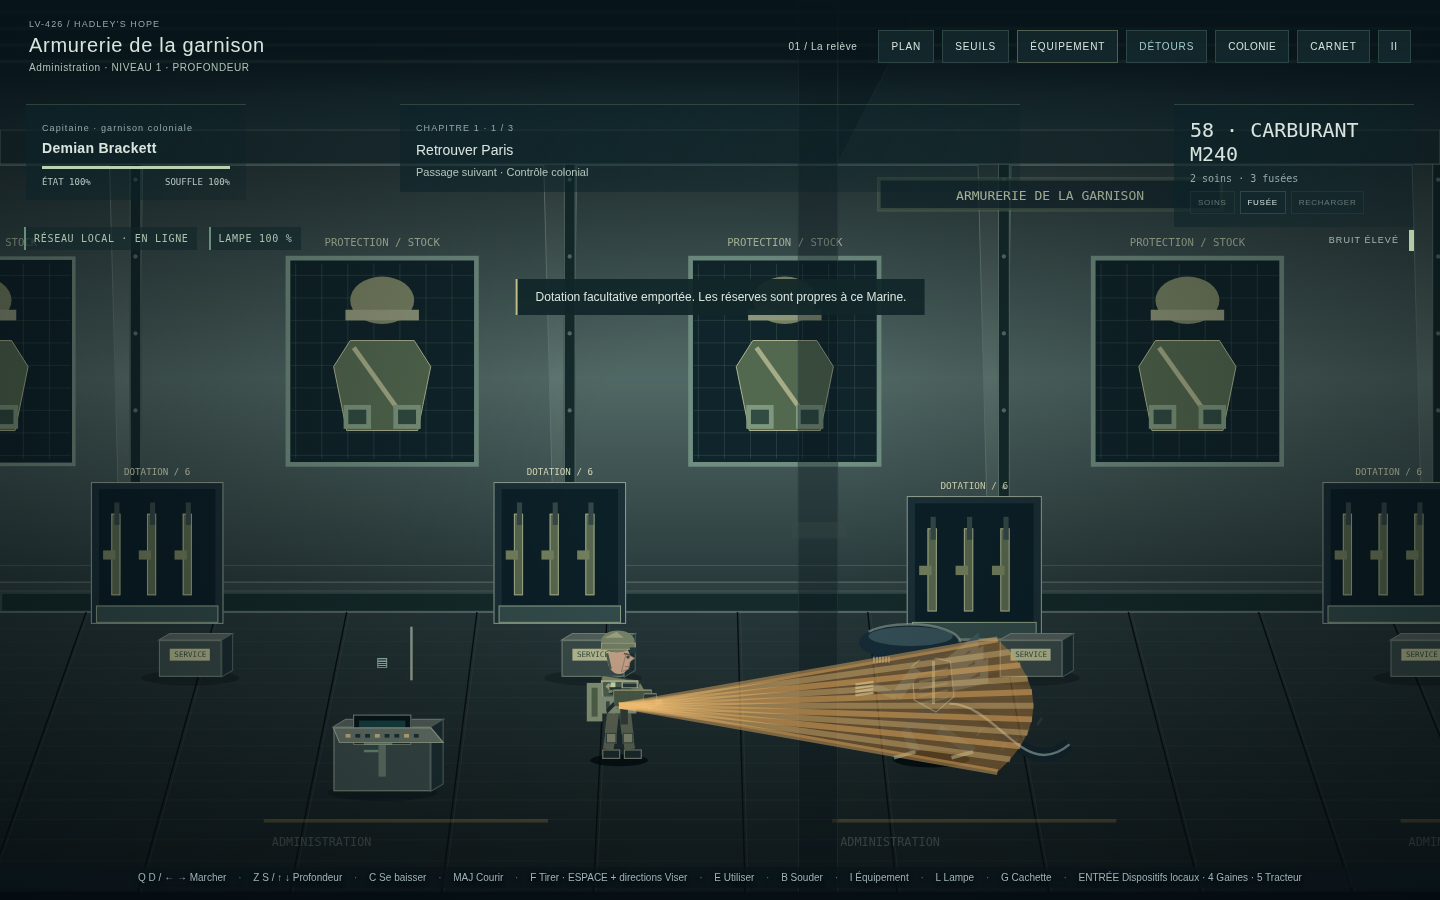 LV-426 / HADLEY'S HOPE
Armurerie de la garnison
Administration · NIVEAU 1 · PROFONDEUR
01 / La relève
PLAN
SEUILS
ÉQUIPEMENT
DÉTOURS
COLONIE
CARNET
II
Capitaine · garnison coloniale
Demian Brackett
ÉTAT 100%
SOUFFLE 100%
CHAPITRE 1 · 1 / 3
Retrouver Paris
Passage suivant · Contrôle colonial
58 · CARBURANT
M240
2 soins · 3 fusées
SOINS
FUSÉE
RECHARGER
ARMURERIE DE LA GARNISON
RÉSEAU LOCAL · EN LIGNE
LAMPE 100 %
BRUIT ÉLEVÉ
STO
PROTECTION / STOCK
PROTECTION / STOCK
PROTECTION / STOCK
Dotation facultative emportée. Les réserves sont propres à ce Marine.
DOTATION / 6
DOTATION / 6
DOTATION / 6
DOTATION / 6
SERVICE
SERVICE
SERVICE
SERVICE
ADMINISTRATION
ADMINISTRATION
ADMIN
Q D / ← → Marcher · Z S / ↑ ↓ Profondeur · C Se baisser · MAJ Courir · F Tirer · ESPACE + directions Viser · E Utiliser · B Souder · I Équipement · L Lampe · G Cachette · ENTRÉE Dispositifs locaux · 4 Gaines · 5 Tracteur